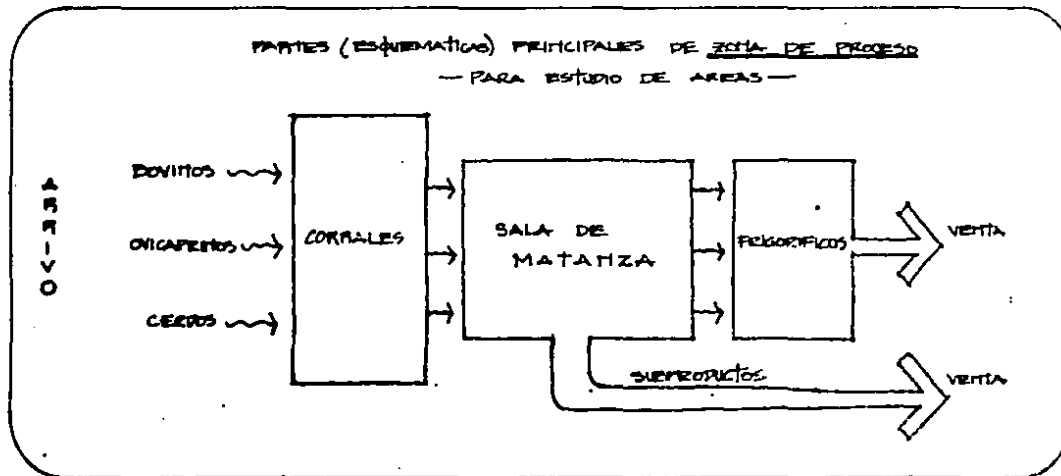 PARTES (ESQUEMATICAS) PRINCIPALES DE ZONA DE PROCESO
— PARA ESTUDIO DE AREAS —
ARRIVO
BOVINOS
OVICAPRINOS
CERDOS
CORRALES
SALA DE
MATANZA
FRIGORIFICOS
VENTA
SUBPRODUCTOS
VENTA